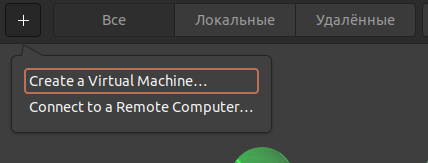 Все Локальные Удалённые
Create a Virtual Machine…
Connect to a Remote Computer…